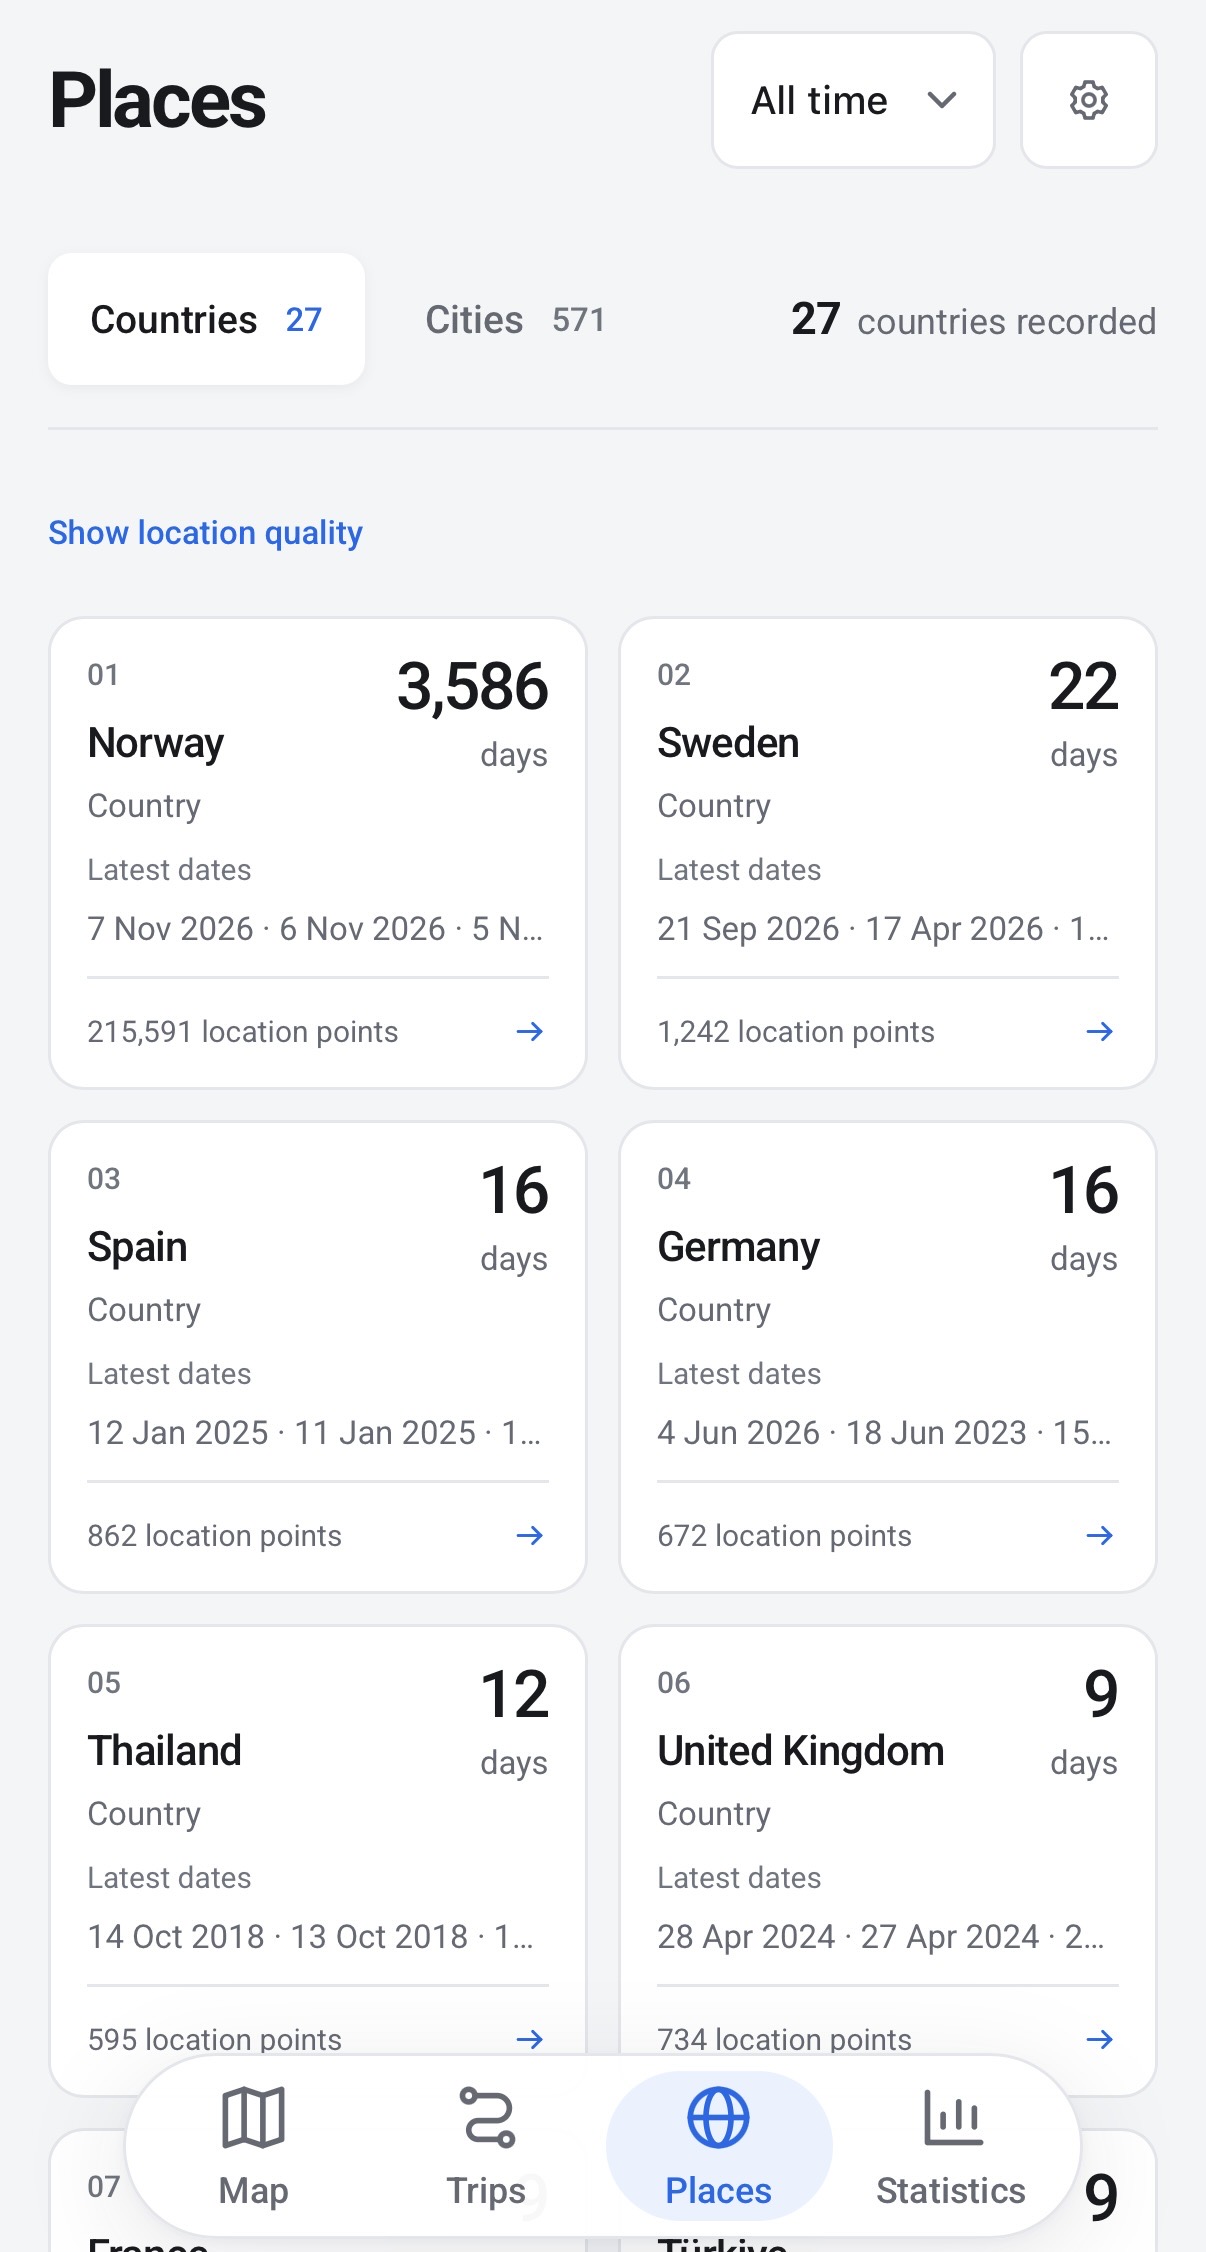 Places
All time
Countries 27
Cities 571
27 countries recorded
Show location quality
01
3,586
Norway
days
Country
Latest dates
7 Nov 2026 · 6 Nov 2026 · 5 N...
215,591 location points
02
22
Sweden
days
Country
Latest dates
21 Sep 2026 · 17 Apr 2026 · 1...
1,242 location points
03
16
Spain
days
Country
Latest dates
12 Jan 2025 · 11 Jan 2025 · 1...
862 location points
04
16
Germany
days
Country
Latest dates
4 Jun 2026 · 18 Jun 2023 · 15...
672 location points
05
12
Thailand
days
Country
Latest dates
14 Oct 2018 · 13 Oct 2018 · 1...
595 location points
06
9
United Kingdom
days
Country
Latest dates
28 Apr 2024 · 27 Apr 2024 · 2...
734 location points
07
9
France
9
Türkiye
Map
Trips
Places
Statistics